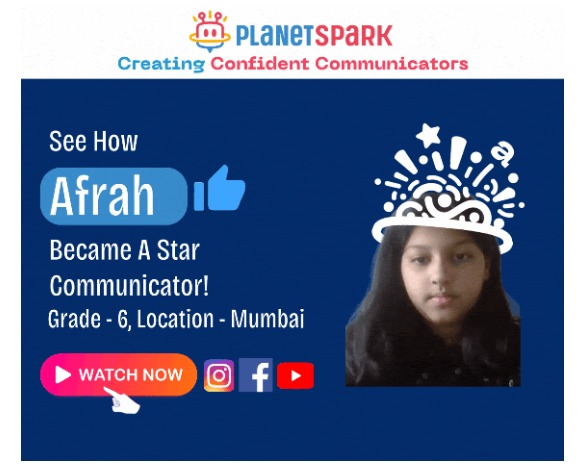 PLANETSPARK
Creating Confident Communicators
See How
Afrah
Became A Star
Communicator!
Grade - 6, Location - Mumbai
WATCH NOW